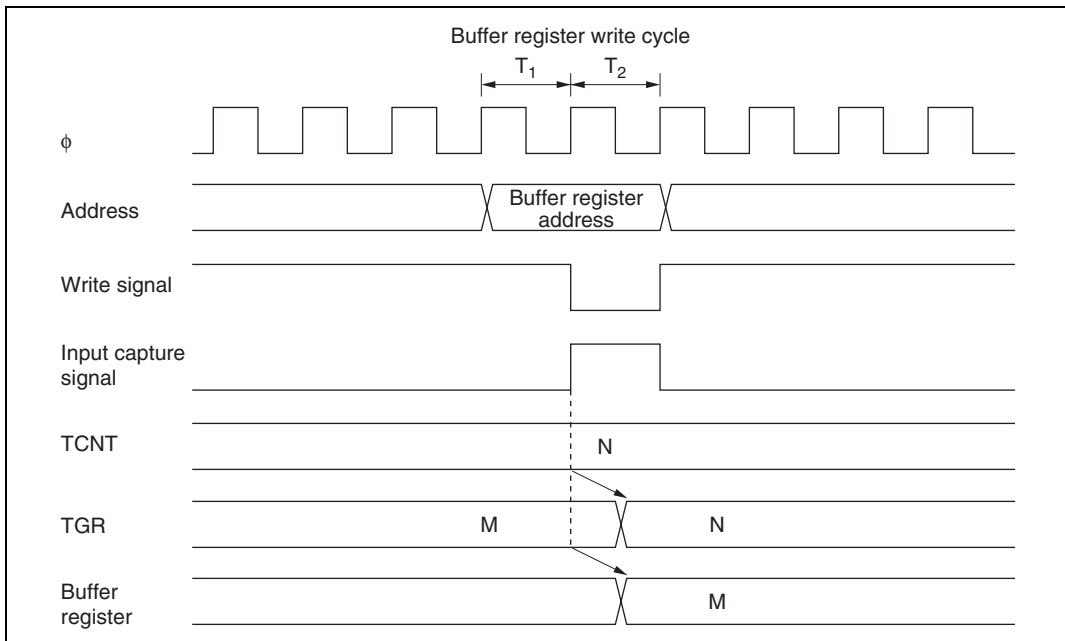 Buffer register write cycle
T1 T2
ϕ
Address
Buffer register
address
Write signal
Input capture
signal
TCNT
N
TGR
M N
Buffer
register
M